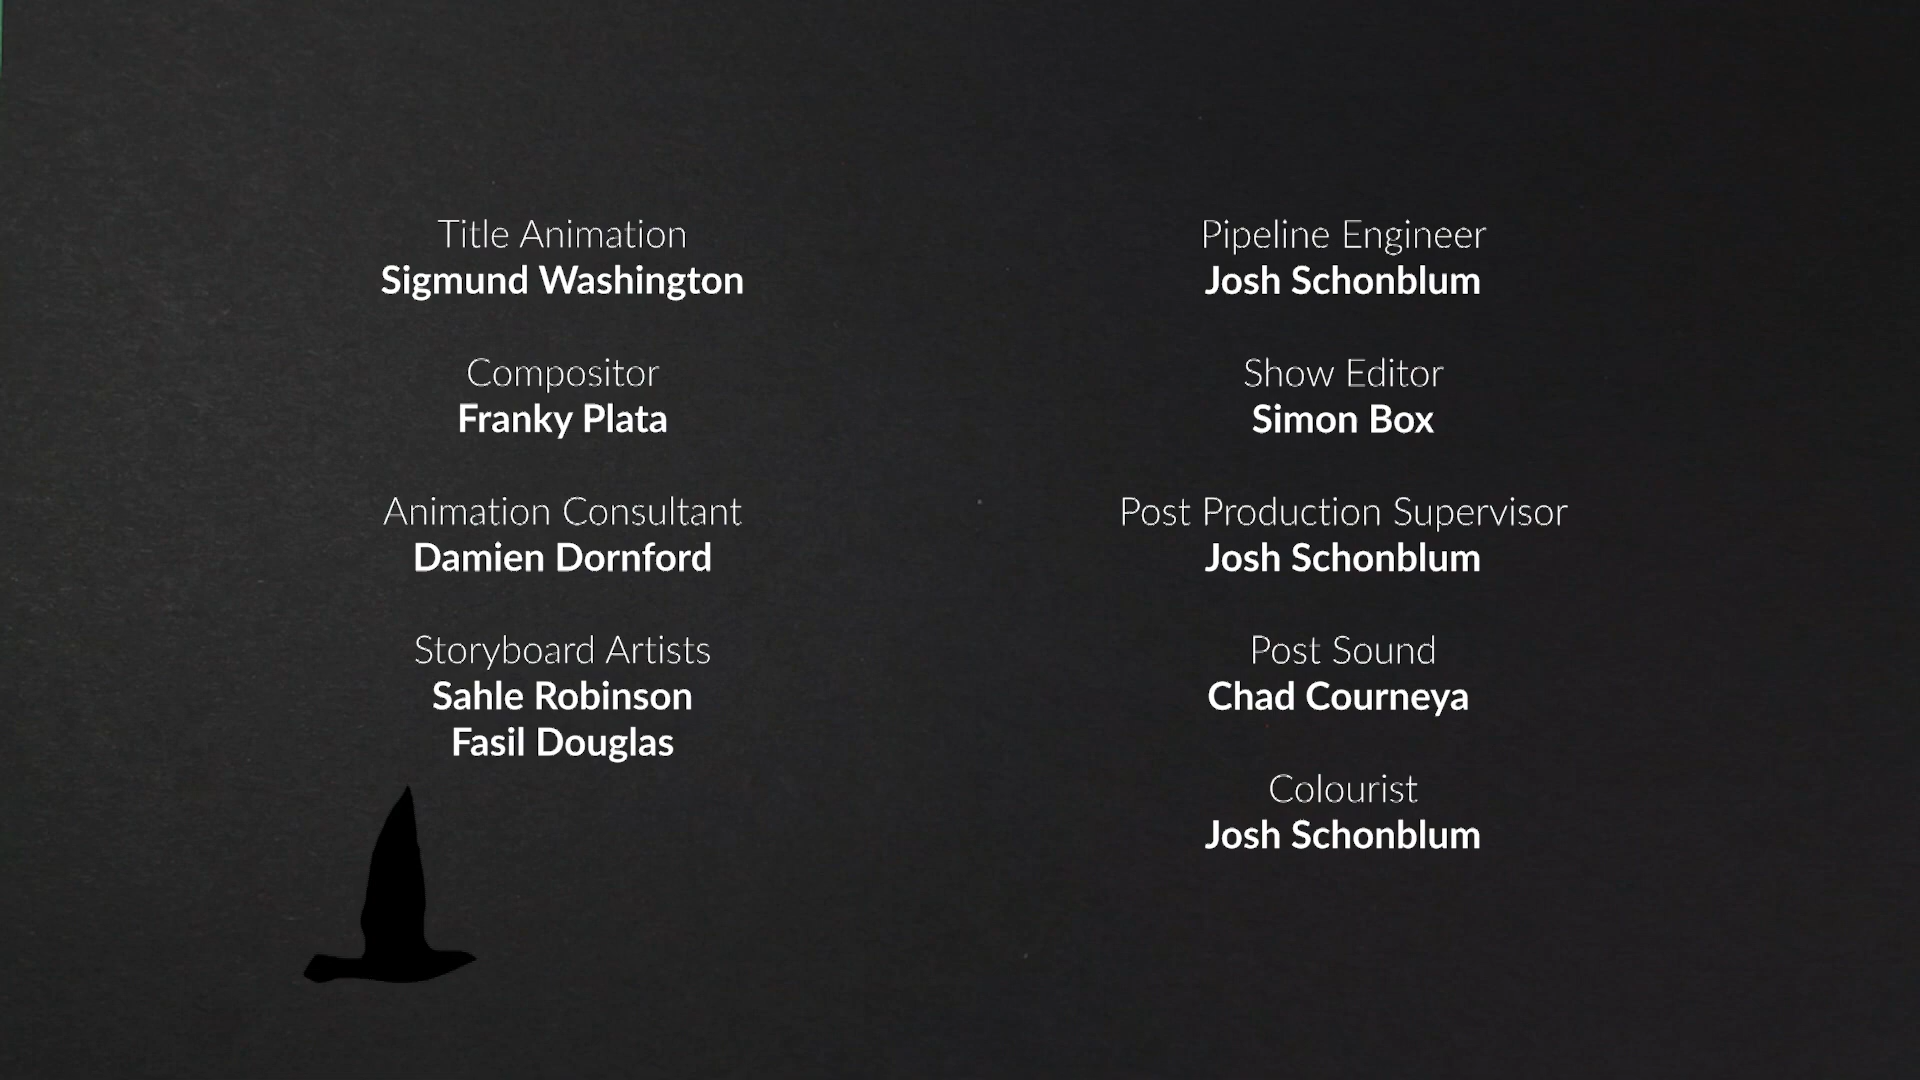 Title Animation
Sigmund Washington
Compositor
Franky Plata
Animation Consultant
Damien Dornford
Storyboard Artists
Sahle Robinson
Fasil Douglas
Pipeline Engineer
Josh Schonblum
Show Editor
Simon Box
Post Production Supervisor
Josh Schonblum
Post Sound
Chad Courneya
Colourist
Josh Schonblum